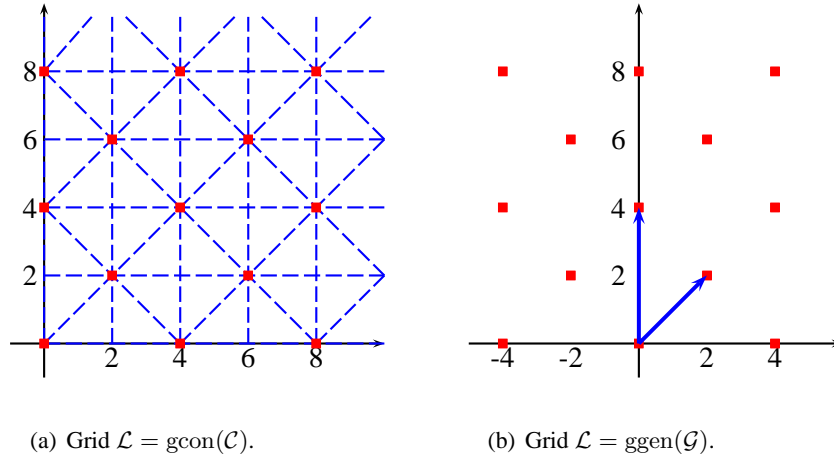 8 8
6 6
4 4
2 2
2 4 6 8 -4 -2 2 4
(a) Grid ℒ = gcon(𝒞). (b) Grid ℒ = ggen(𝒢).